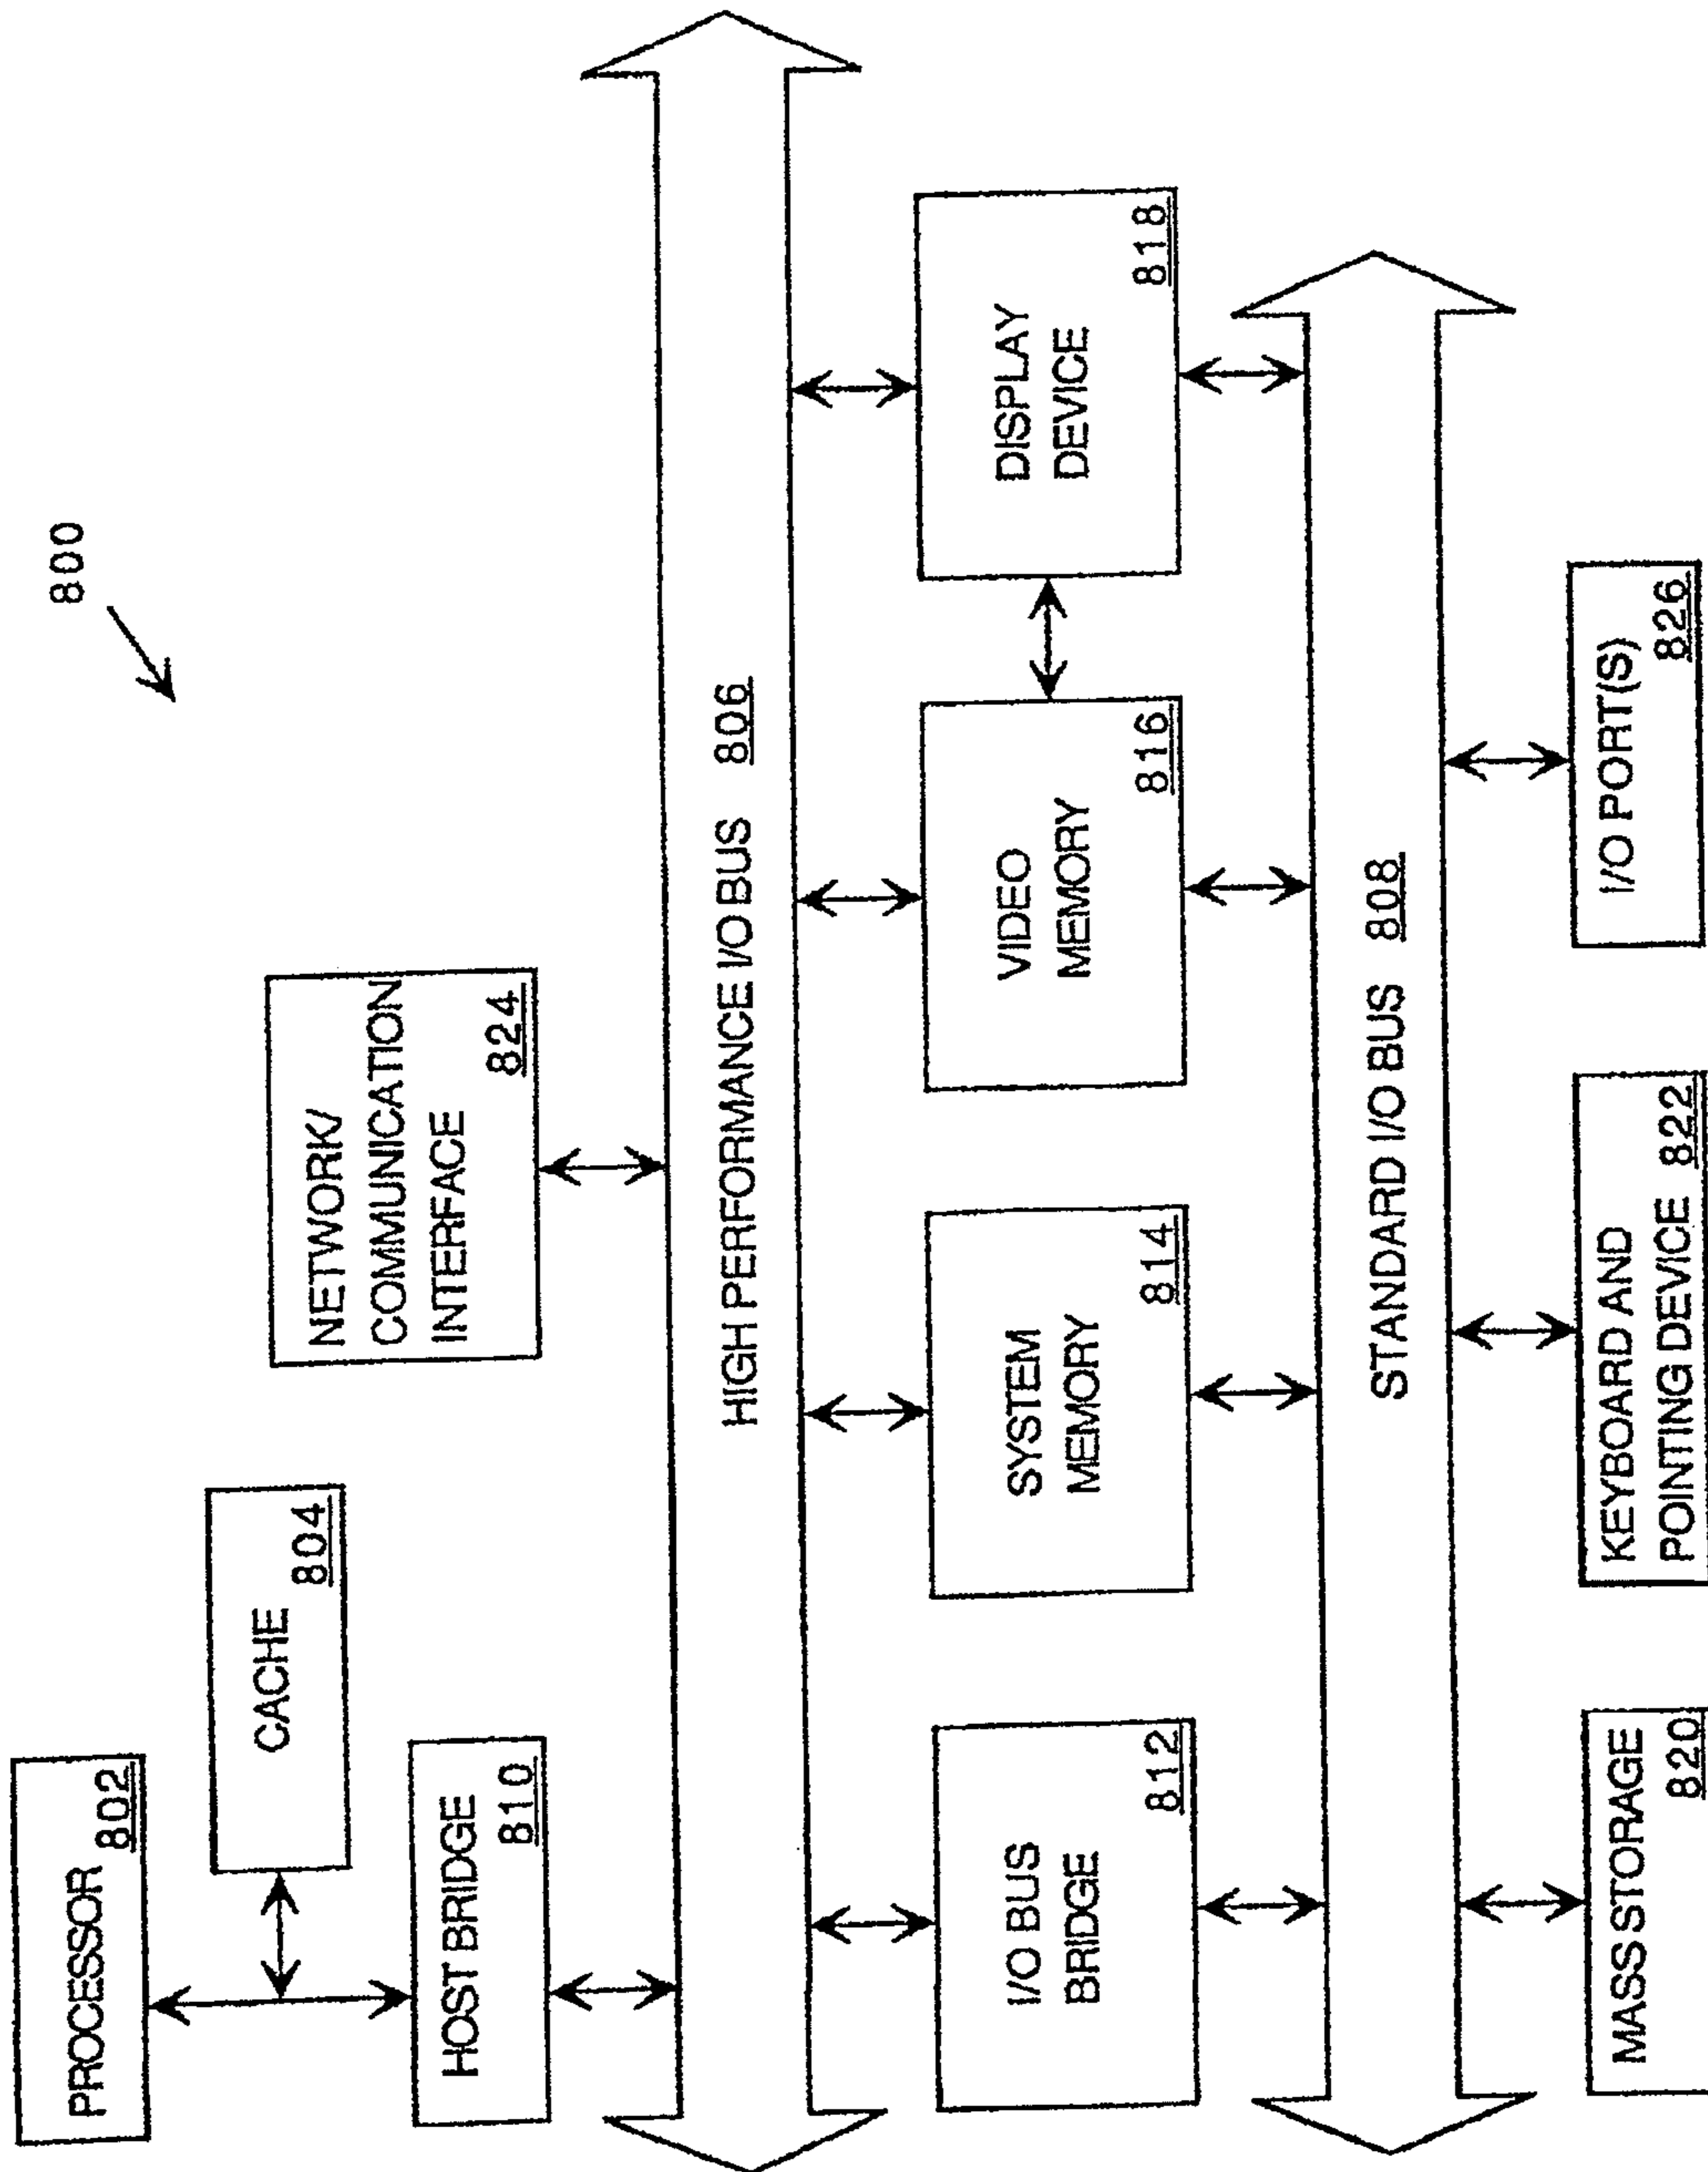 800
PROCESSOR
802
CACHE
804
HOST BRIDGE
810
NETWORK/
COMMUNICATION
INTERFACE
824
HIGH PERFORMANCE I/O BUS 806
I/O BUS
BRIDGE
812
SYSTEM
MEMORY
814
VIDEO
MEMORY
816
DISPLAY
DEVICE
818
STANDARD I/O BUS 808
MASS STORAGE
820
KEYBOARD AND
POINTING DEVICE 822
I/O PORT(S)
826